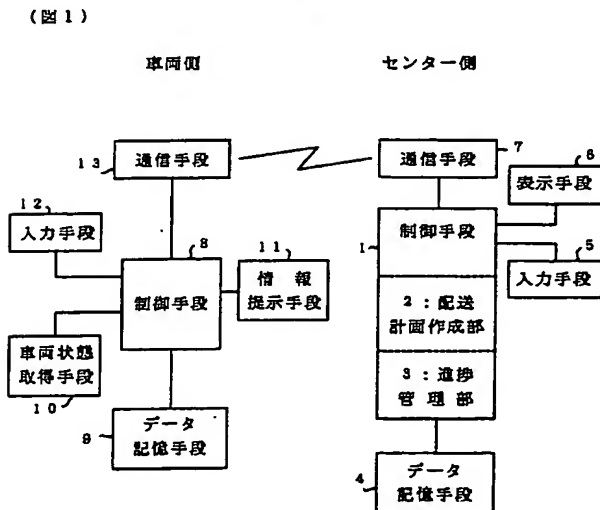 (図1)
車両側
センター側
13
通信手段
7
通信手段
6
表示手段
12
入力手段
8
制御手段
11
情 報
提示手段
1
制御手段
5
入力手段
2:配送
計画作成部
車両状態
取得手段
10
3:進捗
管 理 部
9
データ
記憶手段
4
データ
記憶手段